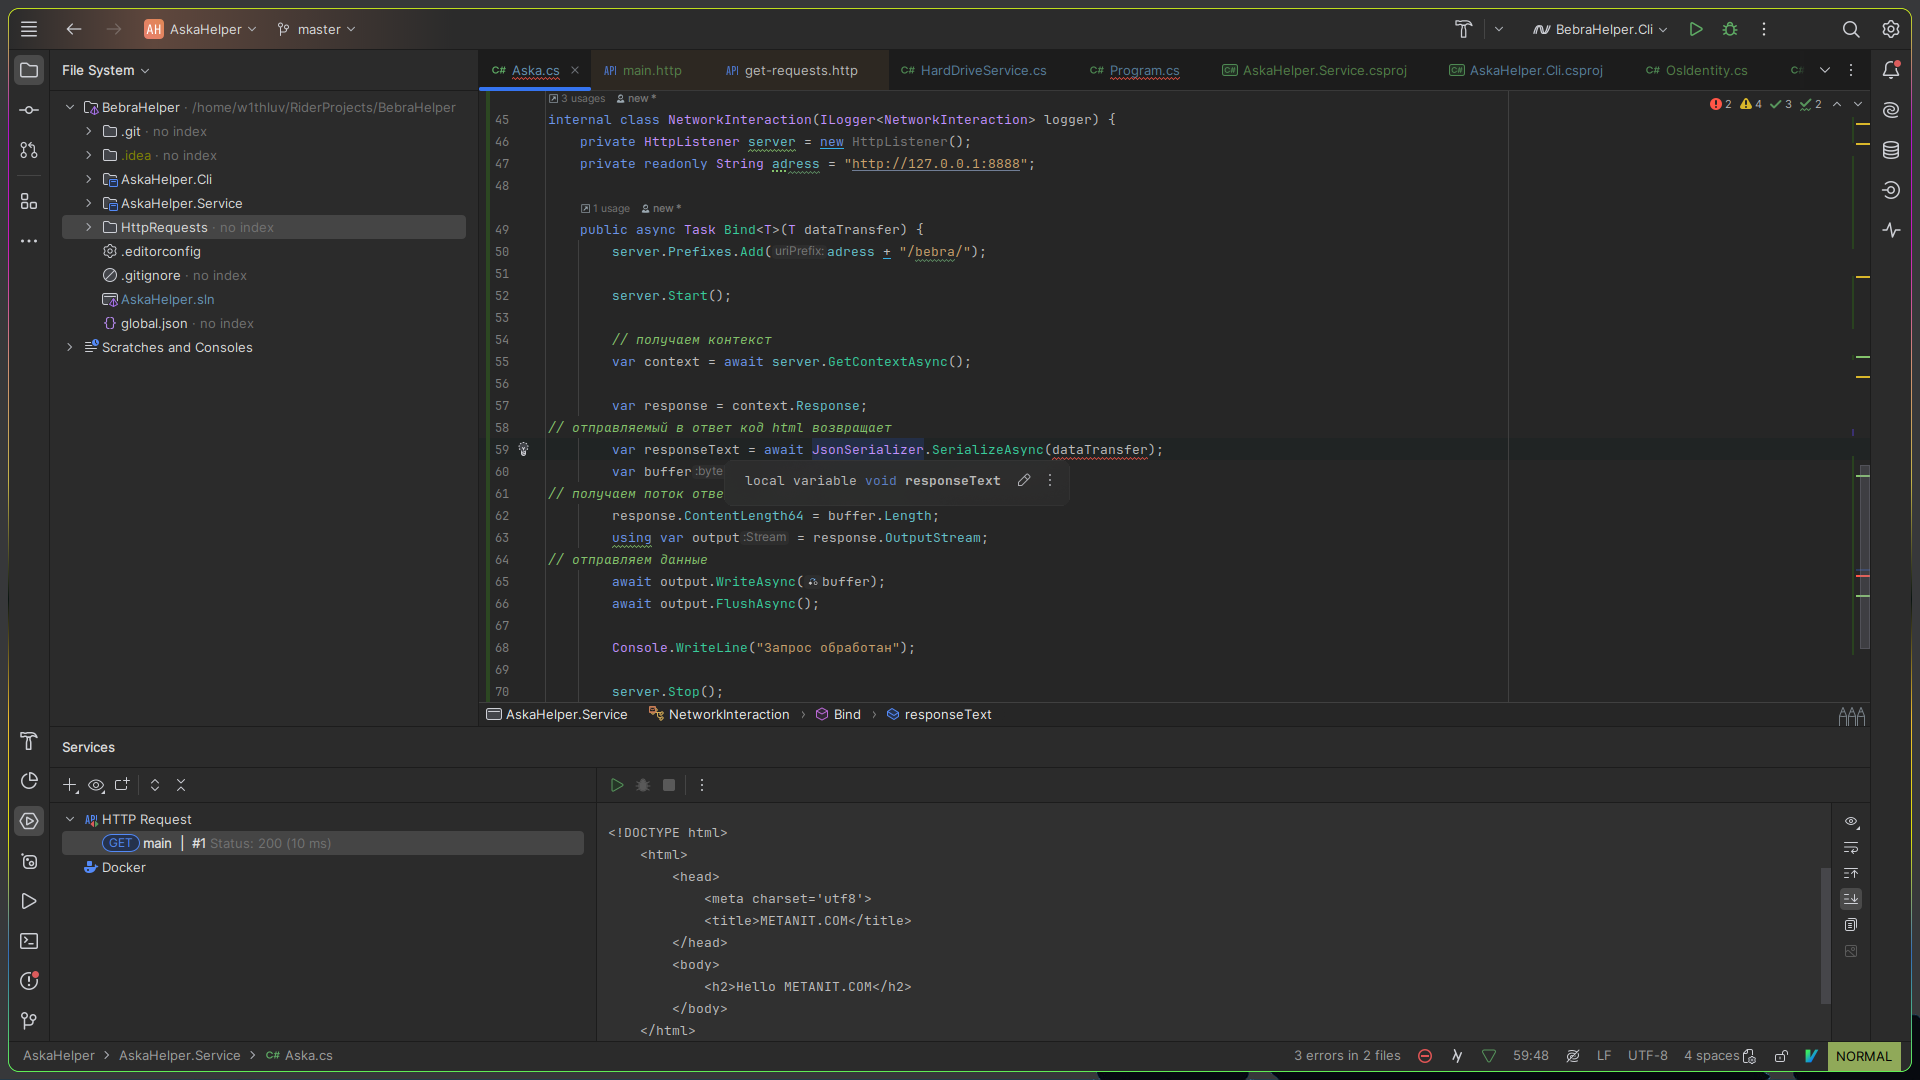 AH AskaHelper master BebraHelper.Cli
File System
Aska.cs main.http get-requests.http HardDriveService.cs Program.cs AskaHelper.Service.csproj AskaHelper.Cli.csproj OsIdentity.cs
BebraHelper · /home/w1thluv/RiderProjects/BebraHelper
.git · no index
.idea · no index
AskaHelper.Cli
AskaHelper.Service
HttpRequests · no index
.editorconfig
.gitignore · no index
AskaHelper.sln
global.json · no index
Scratches and Consoles
3 usages new *
2 4 3 2
45 internal class NetworkInteraction(ILogger<NetworkInteraction> logger) {
46 private HttpListener server = new HttpListener();
47 private readonly String adress = "http://127.0.0.1:8888";
48
1 usage new *
49 public async Task Bind<T>(T dataTransfer) {
50 server.Prefixes.Add(uriPrefix: adress + "/bebra/");
51
52 server.Start();
53
54 // получаем контекст
55 var context = await server.GetContextAsync();
56
57 var response = context.Response;
58 // отправляемый в ответ код html возвращает
59 var responseText = await JsonSerializer.SerializeAsync(dataTransfer);
60 var buffer :byte
local variable void responseText
61 // получаем поток отве
62 response.ContentLength64 = buffer.Length;
63 using var output :Stream = response.OutputStream;
64 // отправляем данные
65 await output.WriteAsync(buffer);
66 await output.FlushAsync();
67
68 Console.WriteLine("Запрос обработан");
69
70 server.Stop();
AskaHelper.Service NetworkInteraction › Bind › responseText
Services
HTTP Request
GET main | #1 Status: 200 (10 ms)
Docker
<!DOCTYPE html>
<html>
<head>
<meta charset='utf8'>
<title>METANIT.COM</title>
</head>
<body>
<h2>Hello METANIT.COM</h2>
</body>
</html>
AskaHelper › AskaHelper.Service › C# Aska.cs
3 errors in 2 files 59:48 LF UTF-8 4 spaces NORMAL